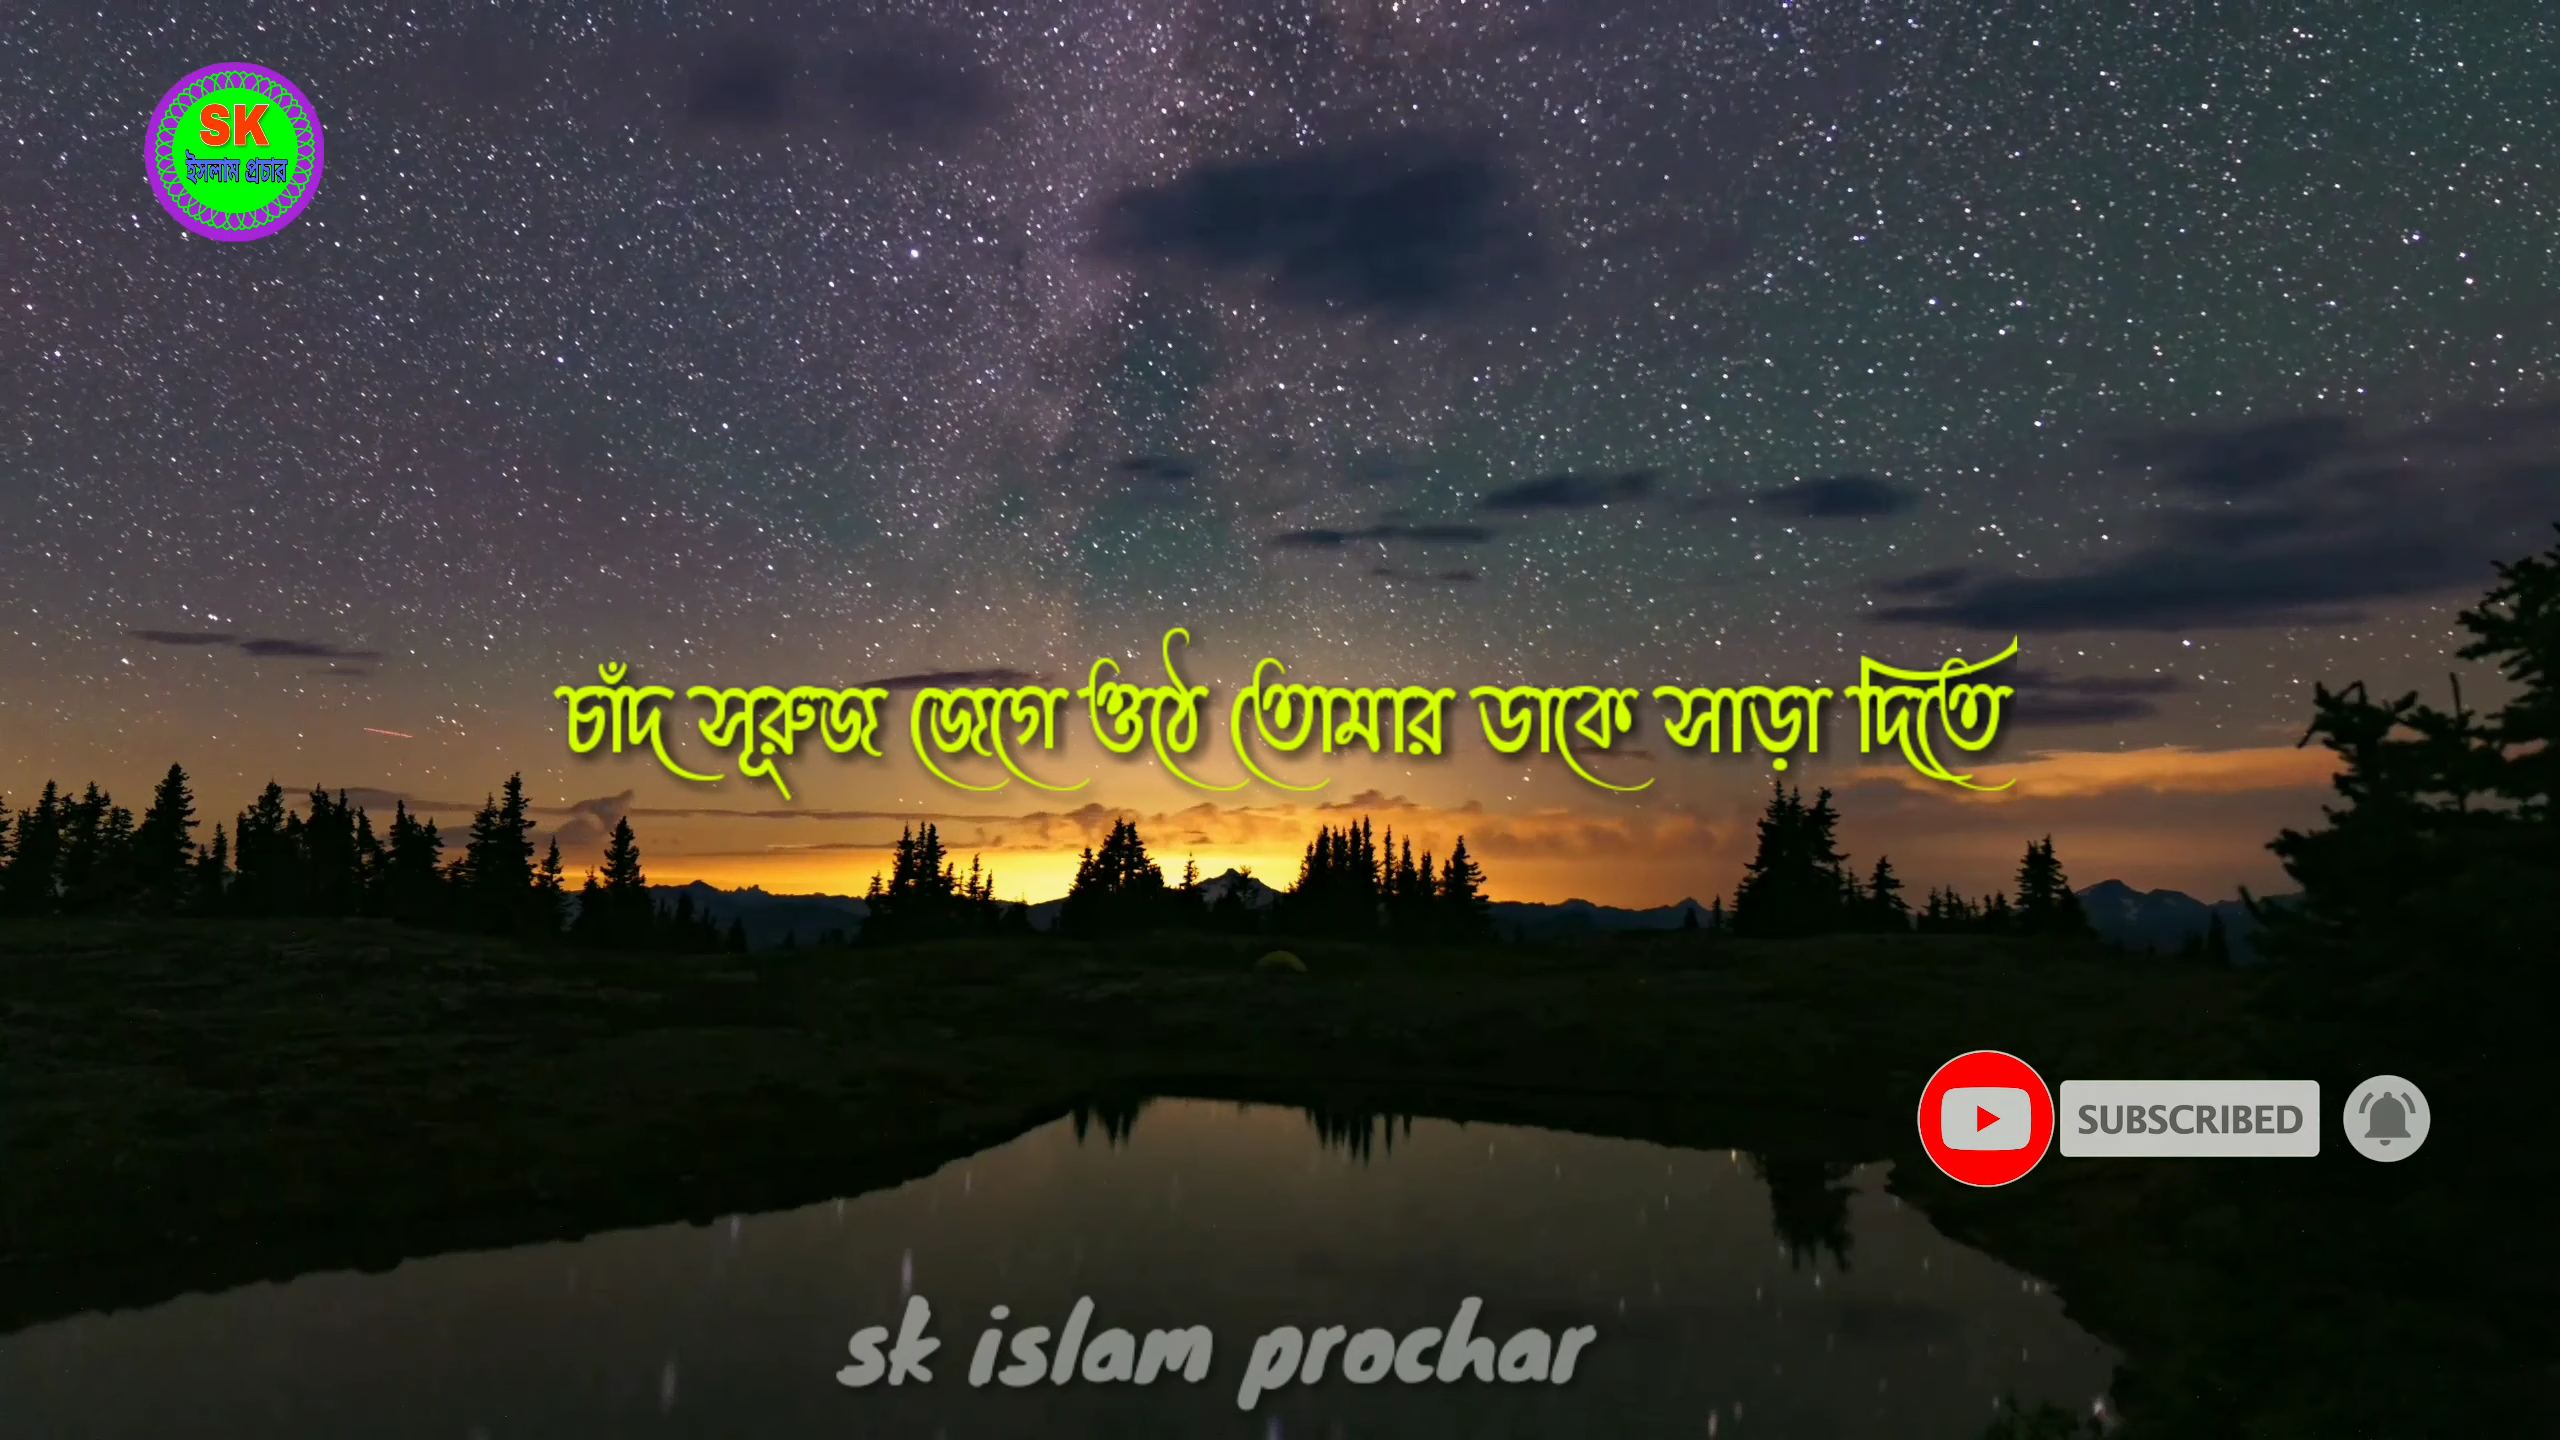 SK
ইসলাম প্রচার
চাঁদ সূরুজ জেগে ওঠে তোমার ডাকে সাড়া দিতে
SUBSCRIBED
sk islam prochar